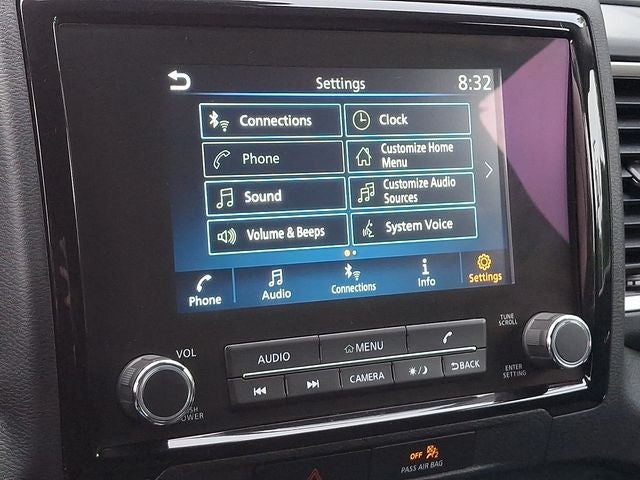 Settings
8:32
Connections
Clock
Phone
Customize Home
Menu
Sound
Customize Audio
Sources
Volume & Beeps
System Voice
Phone
Audio
Connections
Info
Settings
VOL
TUNE
SCROLL
AUDIO
MENU
CAMERA
BACK
ENTER
SETTING
OFF
PASS AIR BAG